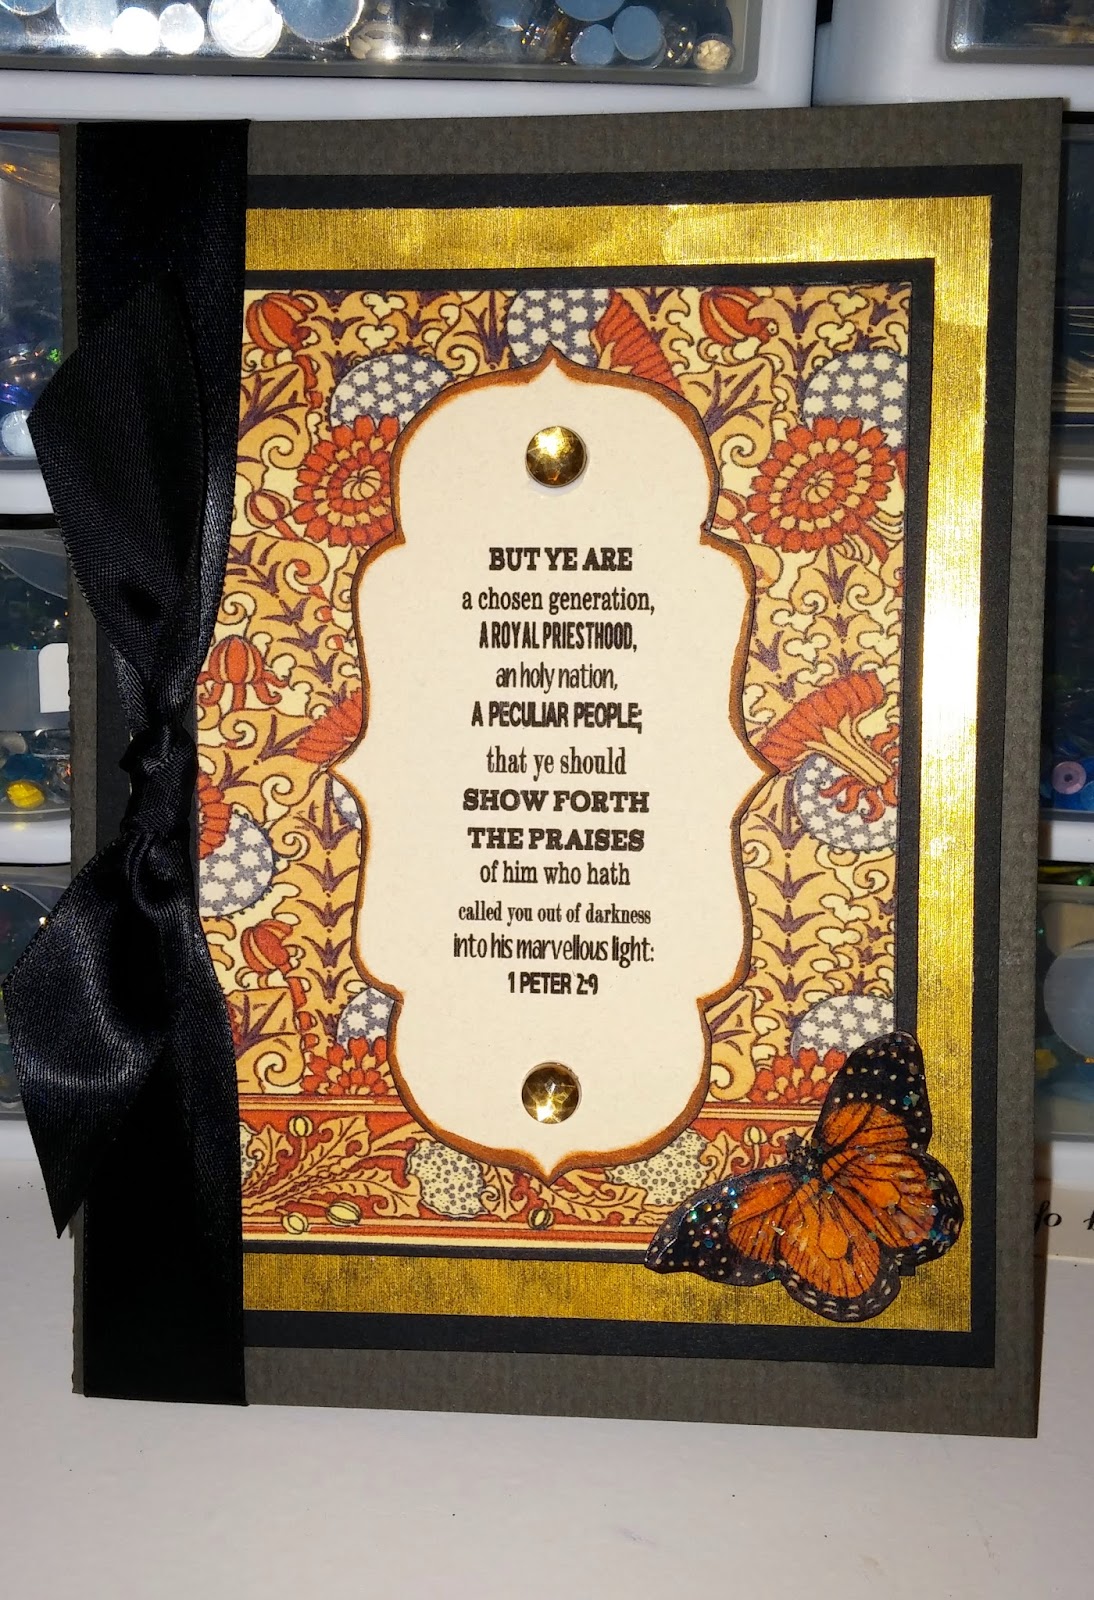 BUT YE ARE
a chosen generation,
A ROYAL PRIESTHOOD,
an holy nation,
A PECULIAR PEOPLE;
that ye should
SHOW FORTH
THE PRAISES
of him who hath
called you out of darkness
into his marvellous light:
1 PETER 2:9